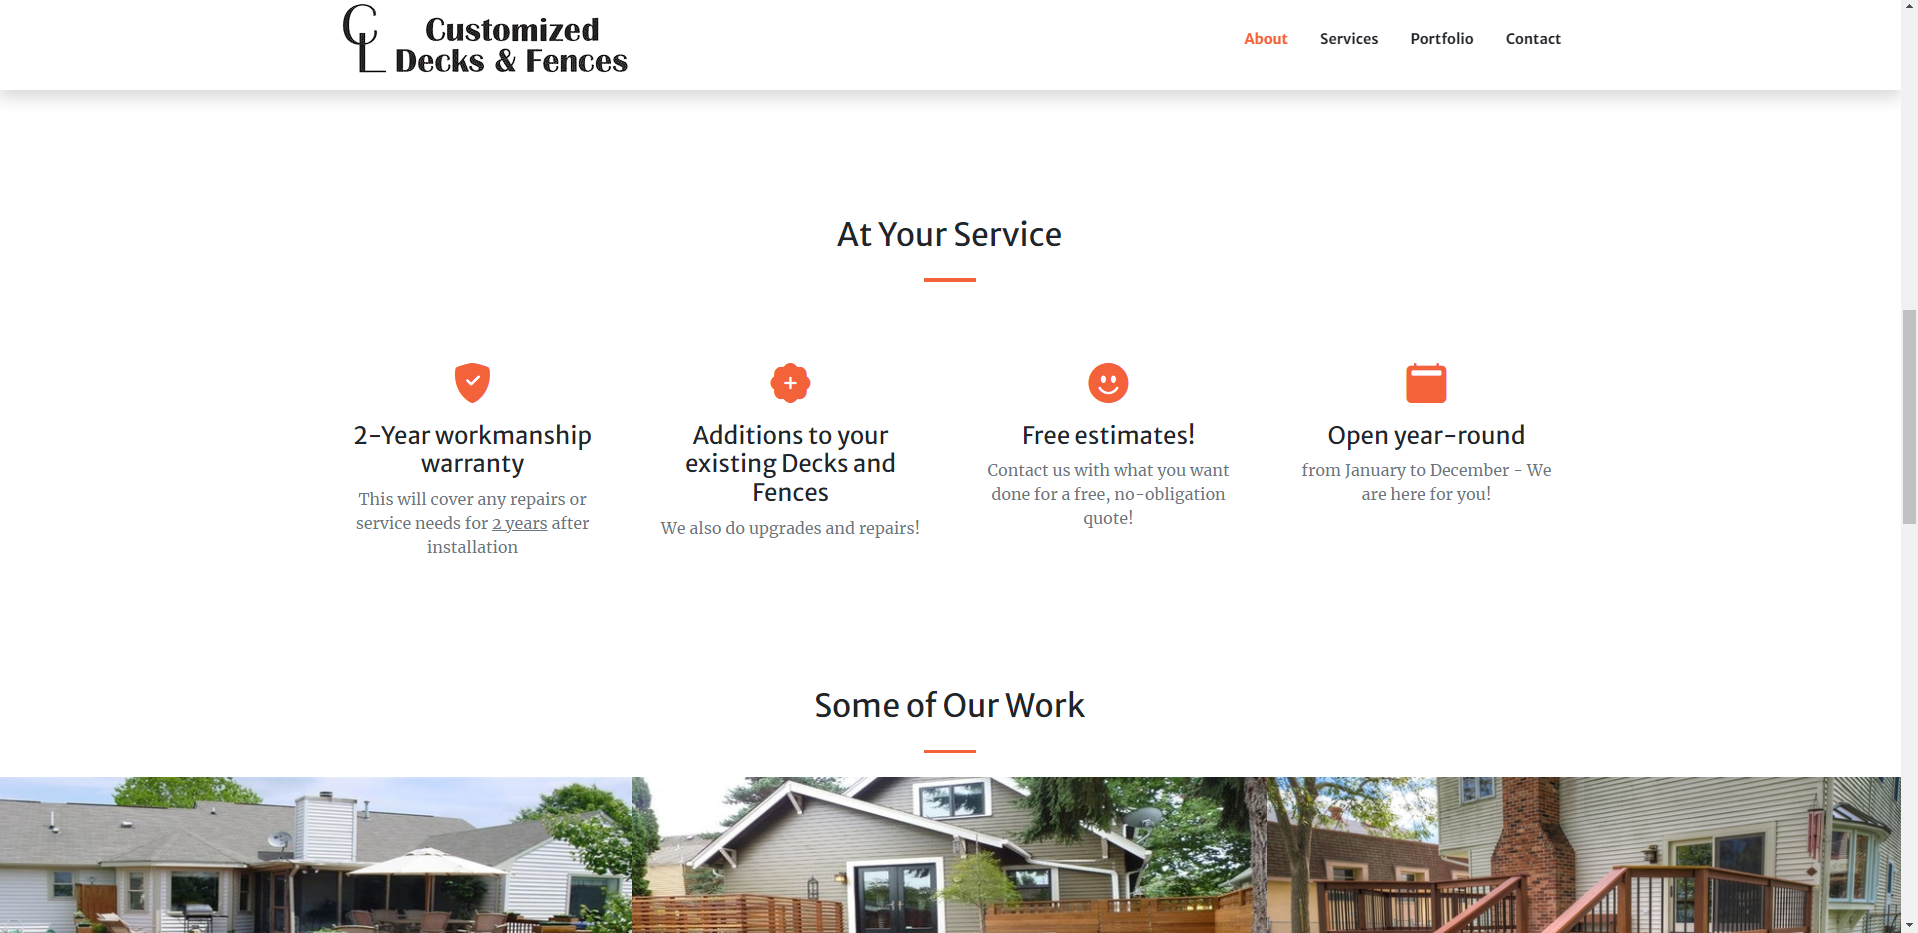 CL Customized
Decks & Fences
About Services Portfolio Contact
At Your Service
2-Year workmanship
warranty
This will cover any repairs or
service needs for 2 years after
installation
Additions to your
existing Decks and
Fences
We also do upgrades and repairs!
Free estimates!
Contact us with what you want
done for a free, no-obligation
quote!
Open year-round
from January to December - We
are here for you!
Some of Our Work